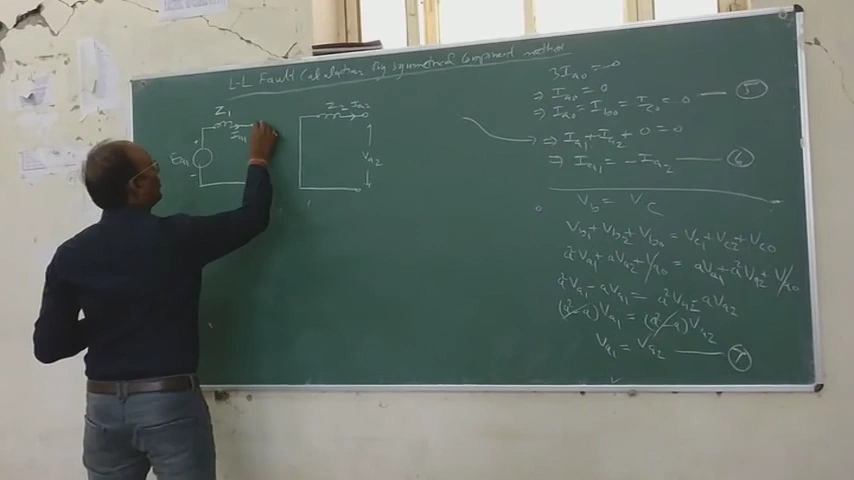 L-L Fault Calculation By Symmetrical Component method
Z1
Ia1
Ea1
+
-
Z2 Ia2
Va2
3Ia0 = 0
⇒ Ia0 = 0
⇒ Ia0 = Ib0 = Ic0 = 0 — 5
⇒ Ia1 + Ia2 + 0 = 0
⇒ Ia1 = -Ia2 — 6
Vb = Vc
Vb1 + Vb2 + Vb0 = Vc1 + Vc2 + Vc0
a²Va1 + aVa2 + Va0 = aVa1 + a²Va2 + Va0
a²Va1 - aVa1 = a²Va2 - aVa2
(a²-a)Va1 = (a²-a)Va2
Va1 = Va2 — 7